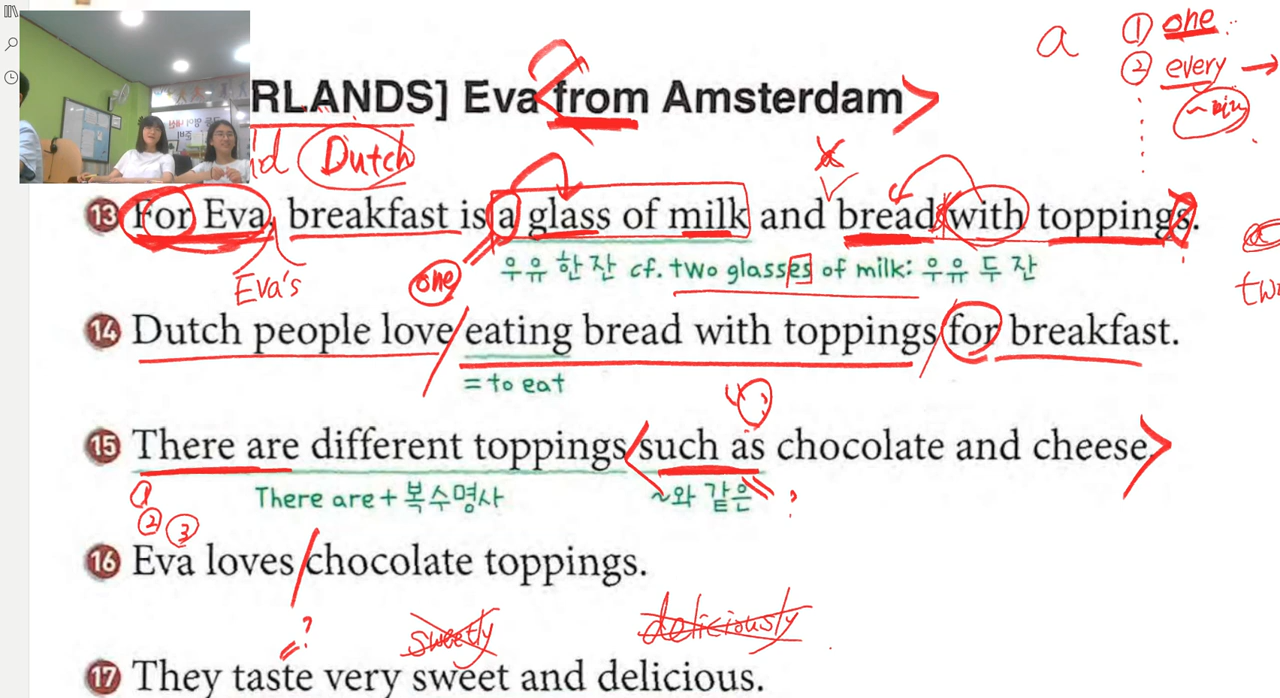 a ① one
② every →
RLANDS] Eva from Amsterdam
Dutch
⑬ For Eva, breakfast is a glass of milk and bread with toppings.
Eva's
one
우유 한 잔 cf. two glasses of milk: 우유 두 잔
⑭ Dutch people love eating bread with toppings for breakfast.
= to eat
⑮ There are different toppings such as chocolate and cheese.
There are + 복수명사
~와 같은
① ② ③
⑯ Eva loves chocolate toppings.
sweetly deliciously
⑰ They taste very sweet and delicious.